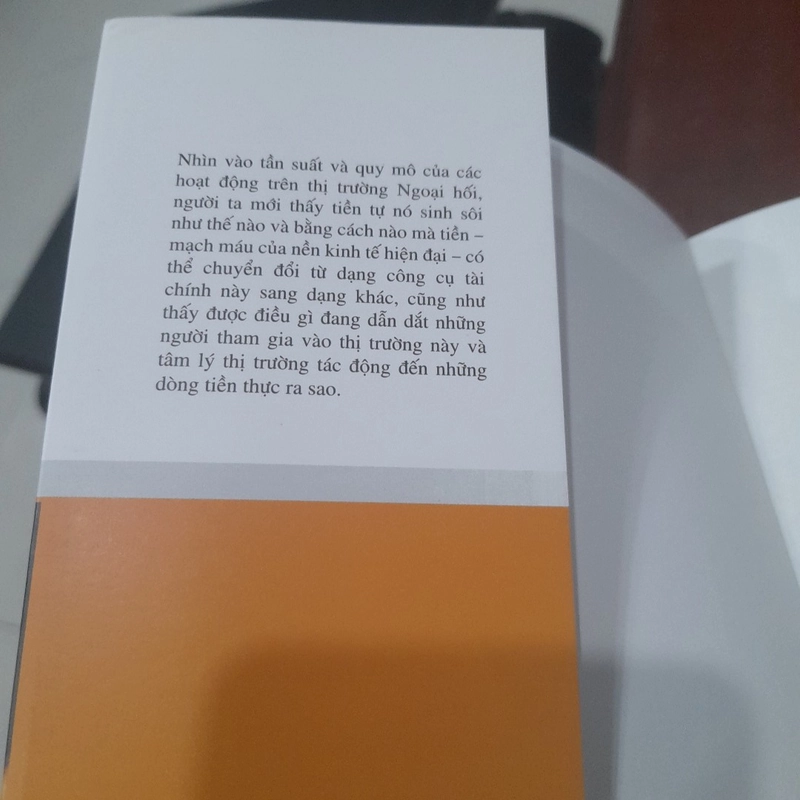 Nhìn vào tần suất và quy mô của các
hoạt động trên thị trường Ngoại hối,
người ta mới thấy tiền tự nó sinh sôi
như thế nào và bằng cách nào mà tiền –
mạch máu của nền kinh tế hiện đại – có
thể chuyển đổi từ dạng công cụ tài
chính này sang dạng khác, cũng như
thấy được điều gì đang dẫn dắt những
người tham gia vào thị trường này và
tâm lý thị trường tác động đến những
dòng tiền thực ra sao.